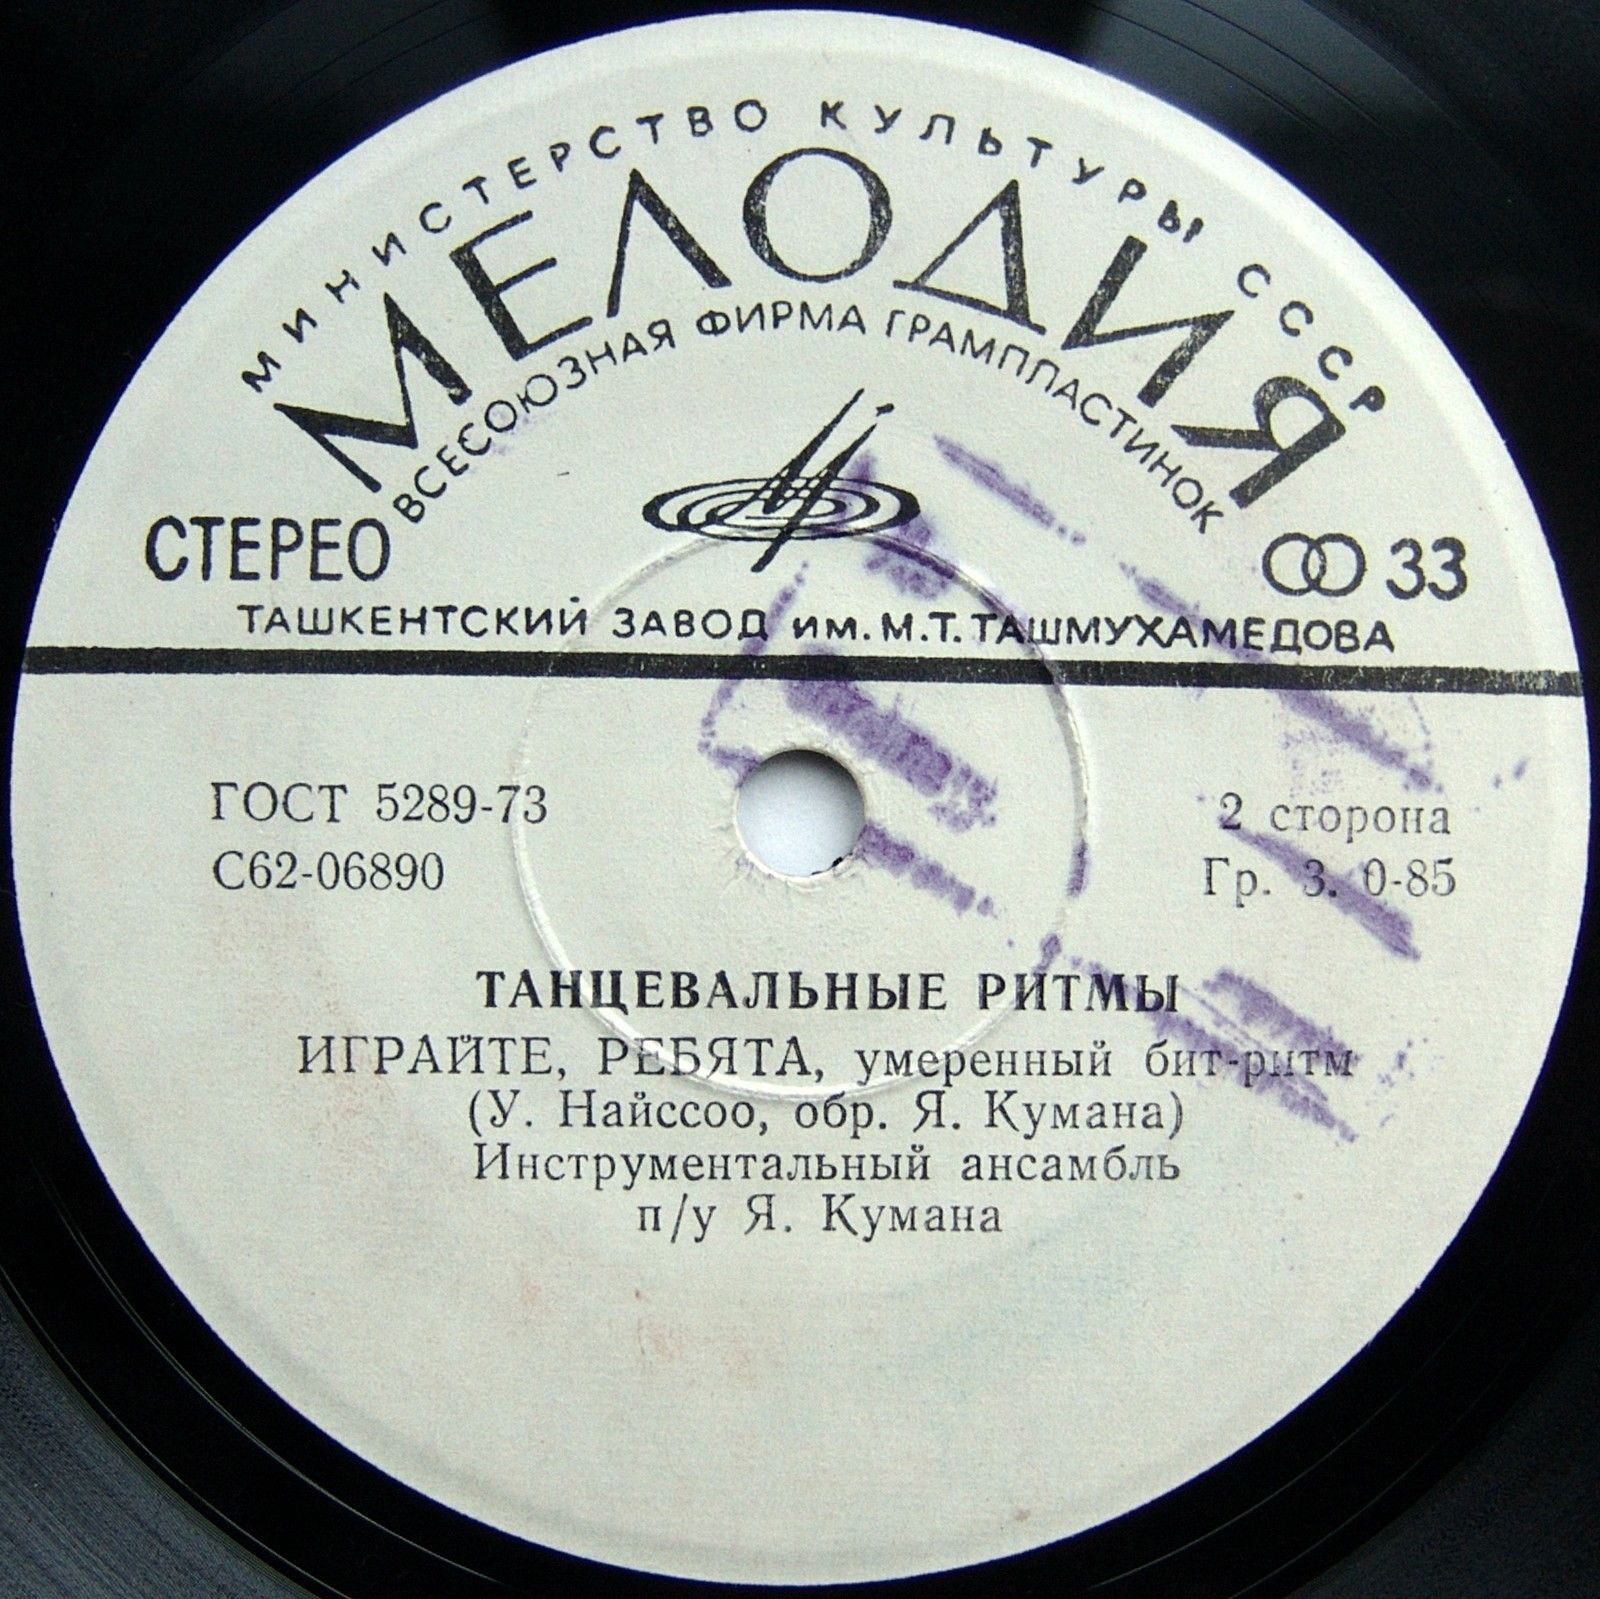 МИНИСТЕРСТВО КУЛЬТУРЫ СССР
МЕЛОДИЯ
ВСЕСОЮЗНАЯ ФИРМА ГРАМПЛАСТИНОК
СТЕРЕО
33
ТАШКЕНТСКИЙ ЗАВОД им. М.Т. ТАШМУХАМЕДОВА
ГОСТ 5289-73
2 сторона
С62-06890
Гр. 3. 0-85
ТАНЦЕВАЛЬНЫЕ РИТМЫ
ИГРАЙТЕ, РЕБЯТА, умеренный бит-ритм
(У. Найссоо, обр. Я. Кумана)
Инструментальный ансамбль
п/у Я. Кумана